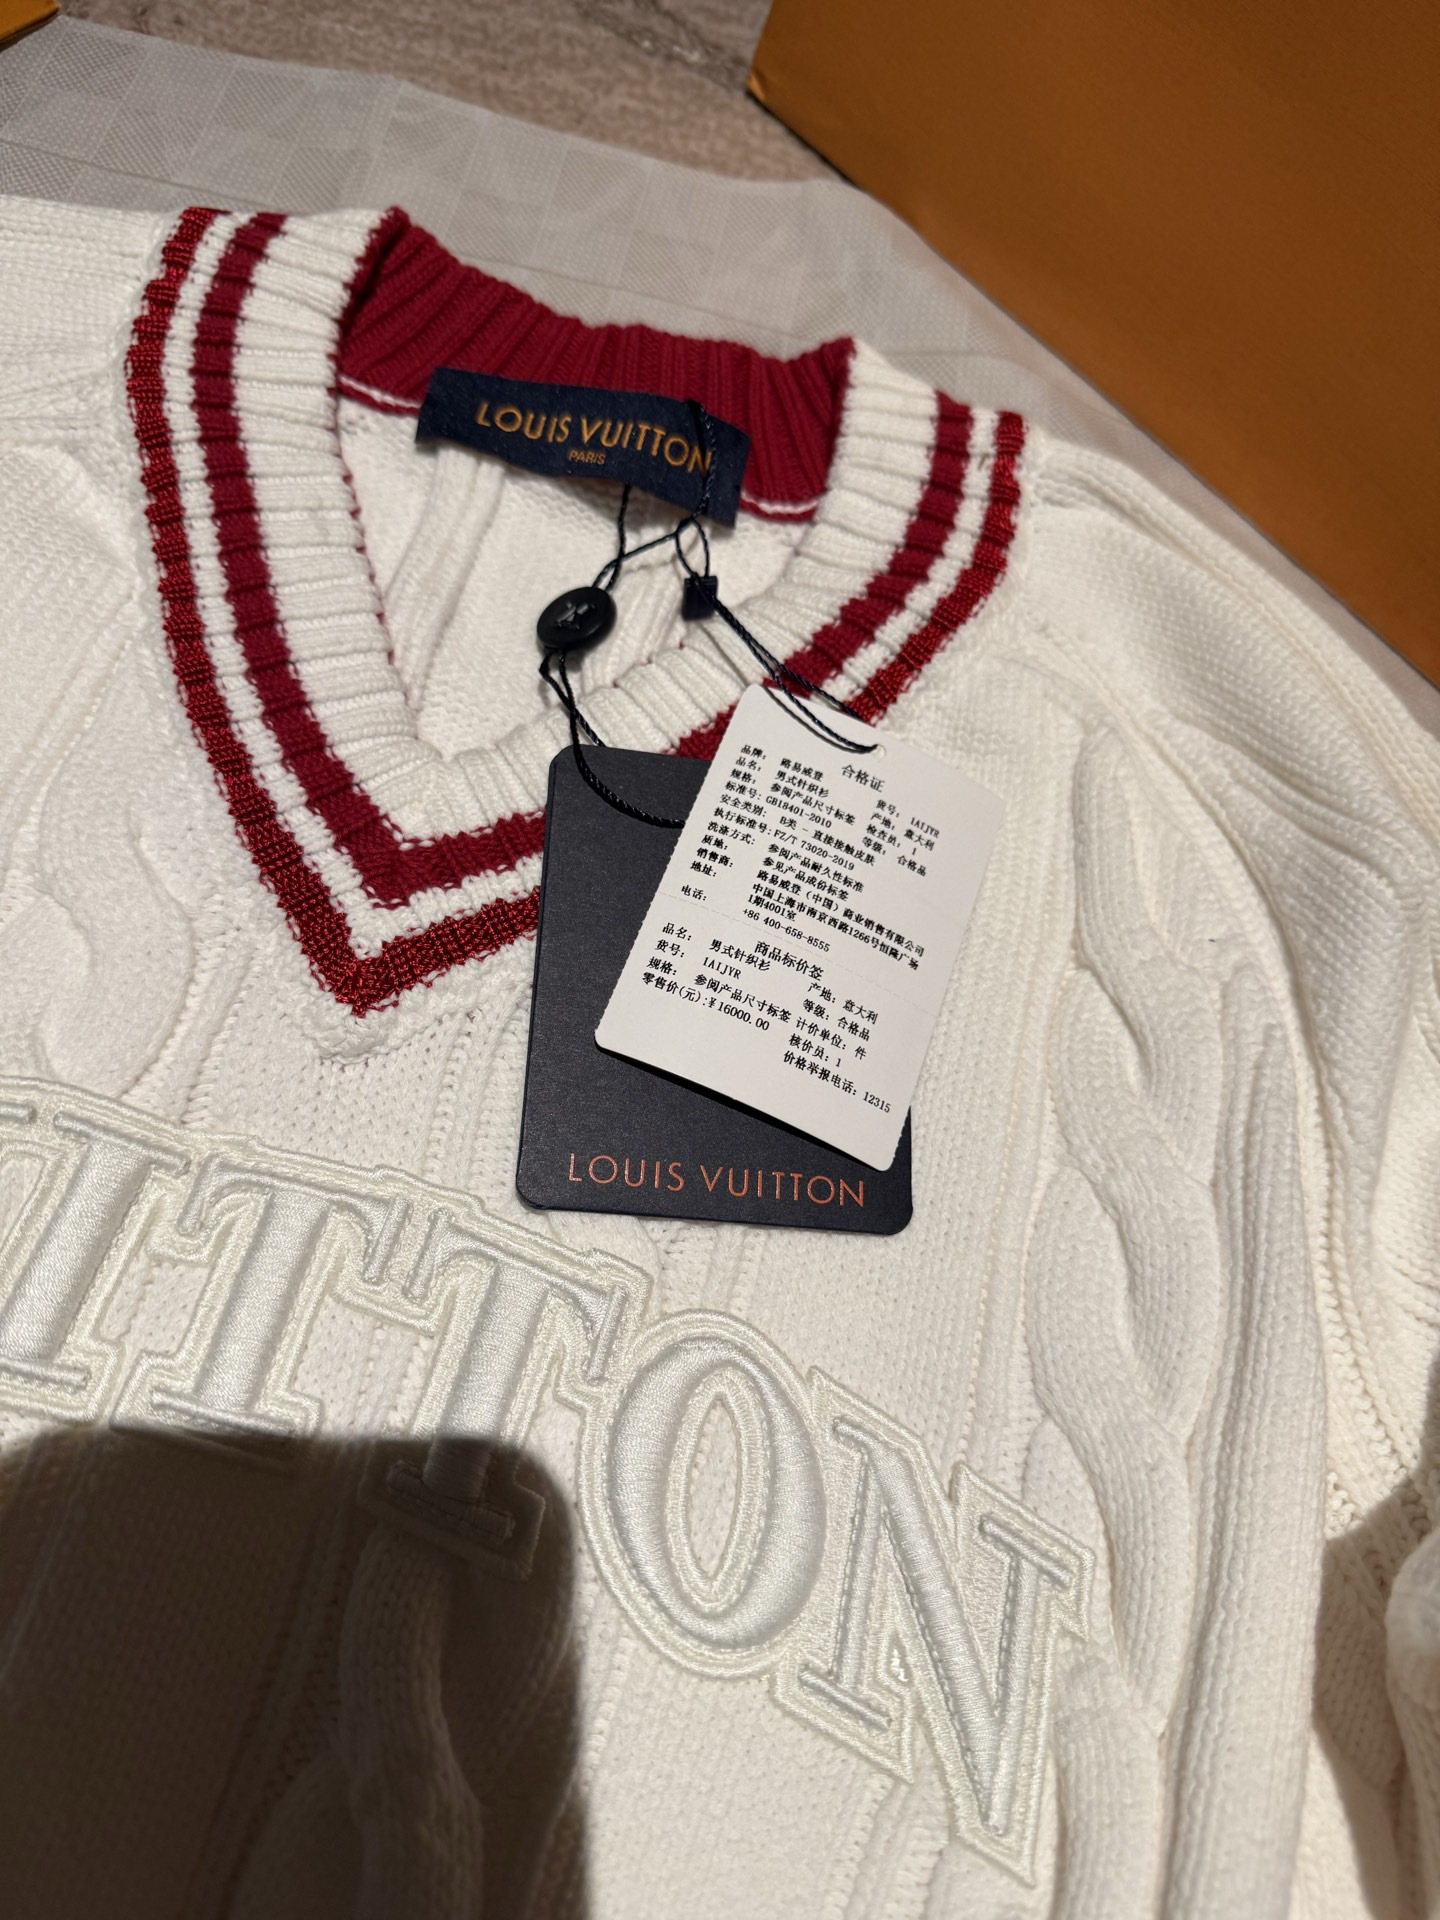 LOUIS VUITTON
PARIS
合格证
品牌: 路易威登
货号: 1AIJYR
品名: 男式针织衫
产地: 意大利
规格: 参阅产品尺寸标签
检查员: 1
标准号: GB18401-2010
等级: 合格品
安全类别: B类 - 直接接触皮肤
执行标准号: FZ/T 73020-2019
洗涤方式: 参阅产品耐久性标准
质地: 参见产品成份标签
销售商: 路易威登(中国)商业销售有限公司
地址: 中国上海市南京西路1266号恒隆广场
1期4001室
电话: +86 400-658-8555
商品标价签
品名: 男式针织衫
产地: 意大利
货号: 1AIJYR
等级: 合格品
规格: 参阅产品尺寸标签
计价单位: 件
零售价(元): ¥16000.00
核价员: 1
价格举报电话: 12315
LOUIS VUITTON
ITTON